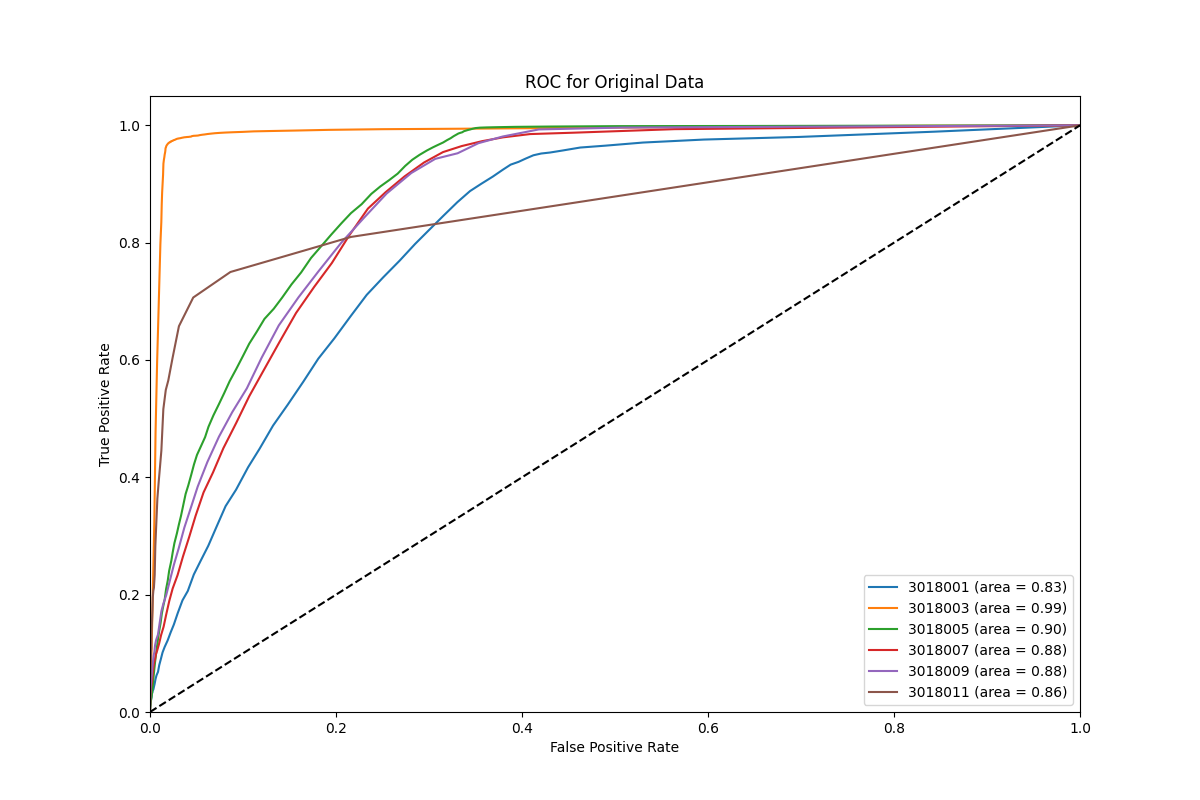 ROC for Original Data
True Positive Rate
1.0
0.8
0.6
0.4
0.2
0.0
0.0 0.2 0.4 0.6 0.8 1.0
False Positive Rate
3018001 (area = 0.83)
3018003 (area = 0.99)
3018005 (area = 0.90)
3018007 (area = 0.88)
3018009 (area = 0.88)
3018011 (area = 0.86)